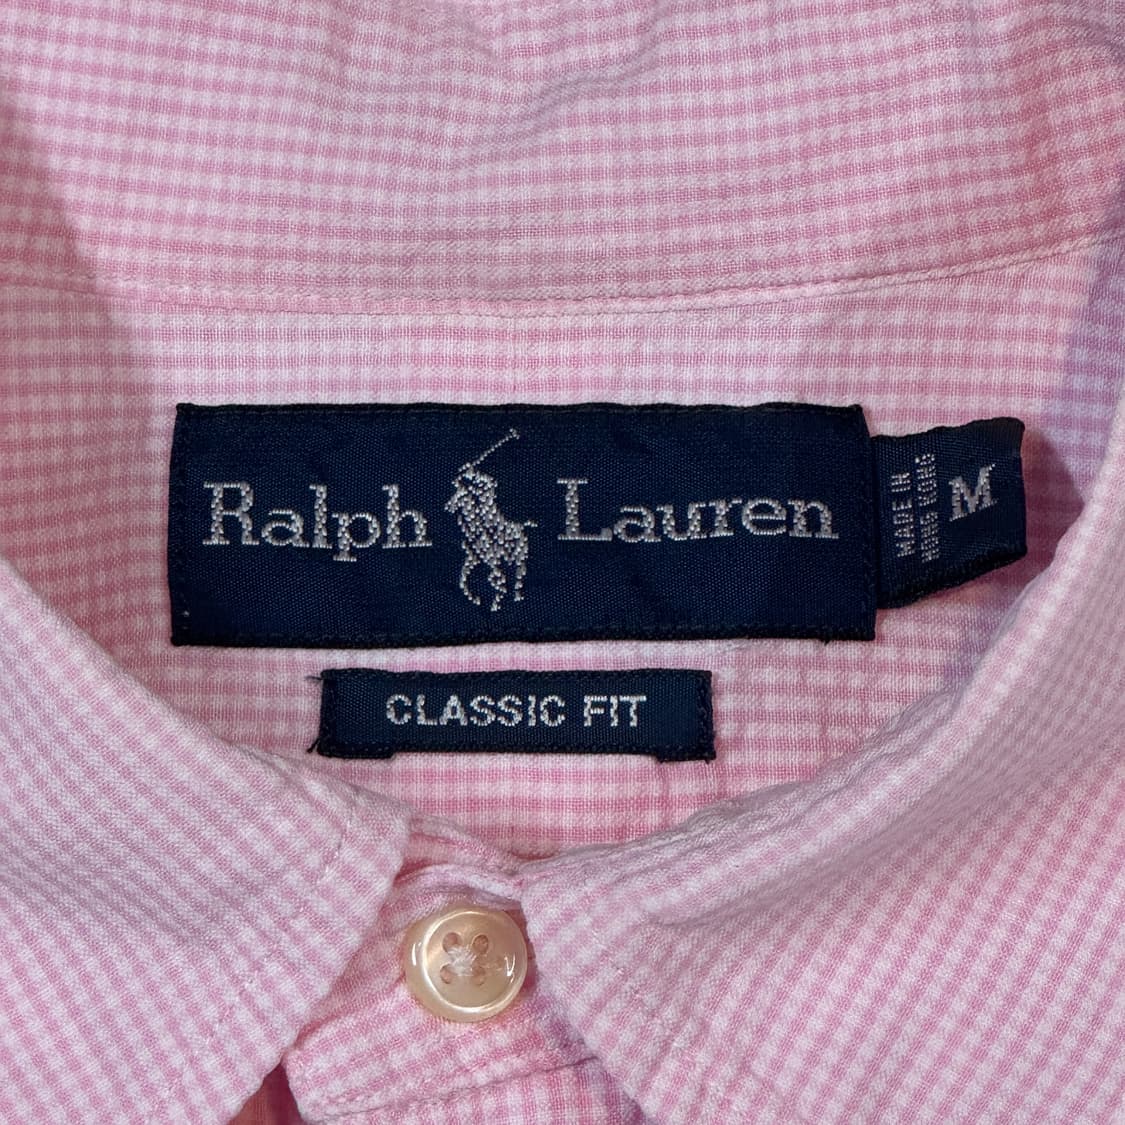 Ralph Lauren
MADE IN
HONG KONG
M
CLASSIC FIT